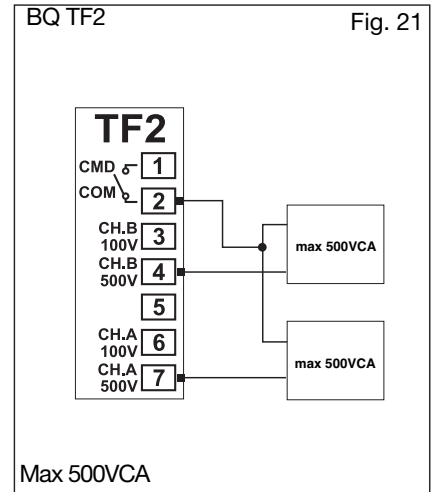 BQ TF2
Fig. 21
TF2
CMD
1
COM
2
CH.B
100V
3
CH.B
500V
4
5
CH.A
100V
6
CH.A
500V
7
max 500VCA
max 500VCA
Max 500VCA